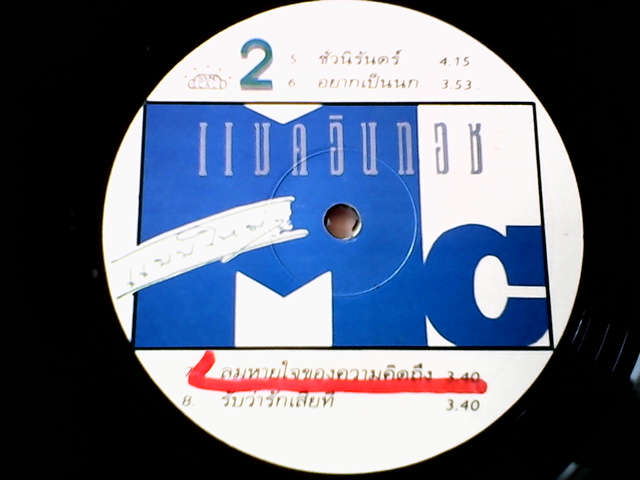 2
5 ชั่วนิรันดร์ 4.15
6 อยากเป็นนก 3.53
แมคอินทอช
Mc
7. ลมหายใจของความคิดถึง 3.40
8. รับว่ารักเสียที 3.40